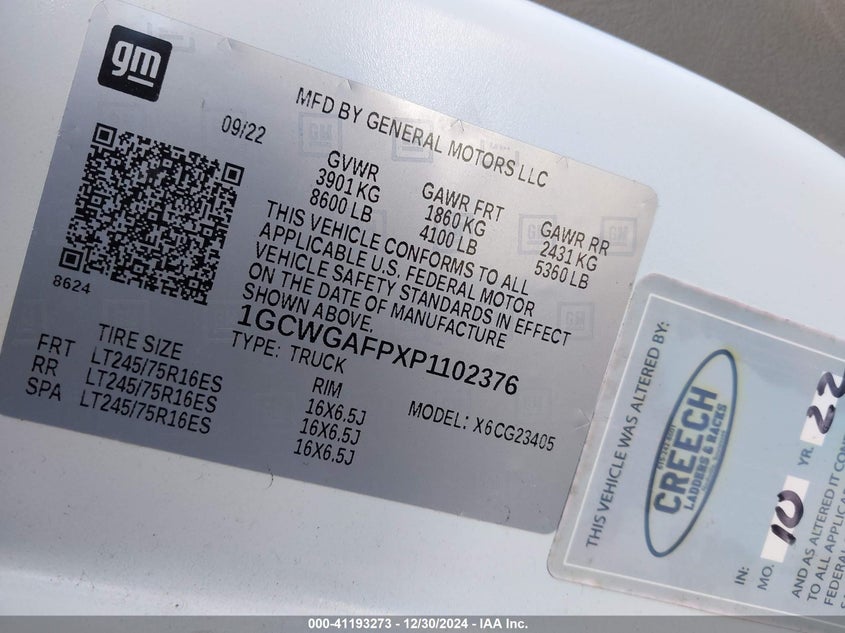 gm
MFD BY GENERAL MOTORS LLC
09/22
GVWR
3901 KG
8600 LB
GAWR FRT
1860 KG
4100 LB
GAWR RR
2431 KG
5360 LB
THIS VEHICLE CONFORMS TO ALL
APPLICABLE U.S. FEDERAL MOTOR
VEHICLE SAFETY STANDARDS IN EFFECT
ON THE DATE OF MANUFACTURE
SHOWN ABOVE.
8624
1GCWGAFPXP1102376
TYPE: TRUCK
MODEL: X6CG23405
TIRE SIZE
RIM
FRT LT245/75R16ES 16X6.5J
RR LT245/75R16ES 16X6.5J
SPA LT245/75R16ES 16X6.5J
THIS VEHICLE WAS ALTERED BY:
CREECH
LADDERS & RACKS
IN:
MO. 10 YR. 22
AND AS ALTERED IT
TO ALL
FEDERAL
000-41193273 - 12/30/2024 - IAA Inc.